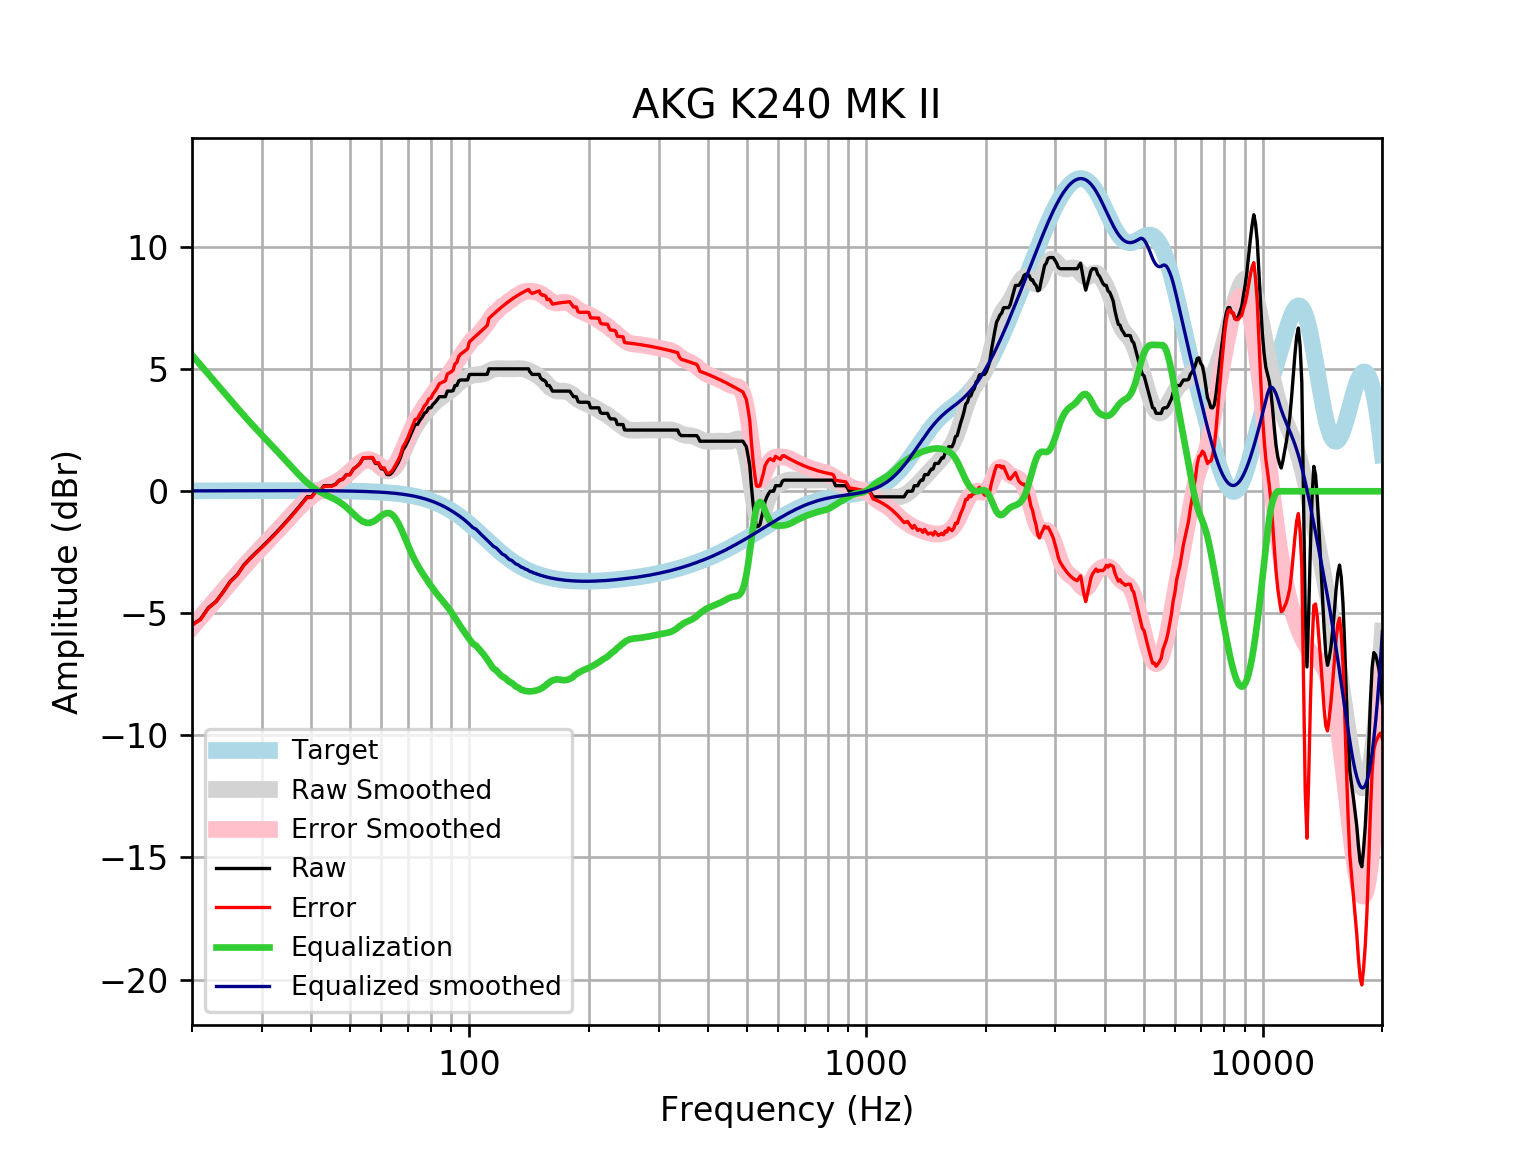 AKG K240 MK II
Amplitude (dBr)
10
5
0
−5
−10
−15
−20
Target
Raw Smoothed
Error Smoothed
Raw
Error
Equalization
Equalized smoothed
100
1000
10000
Frequency (Hz)